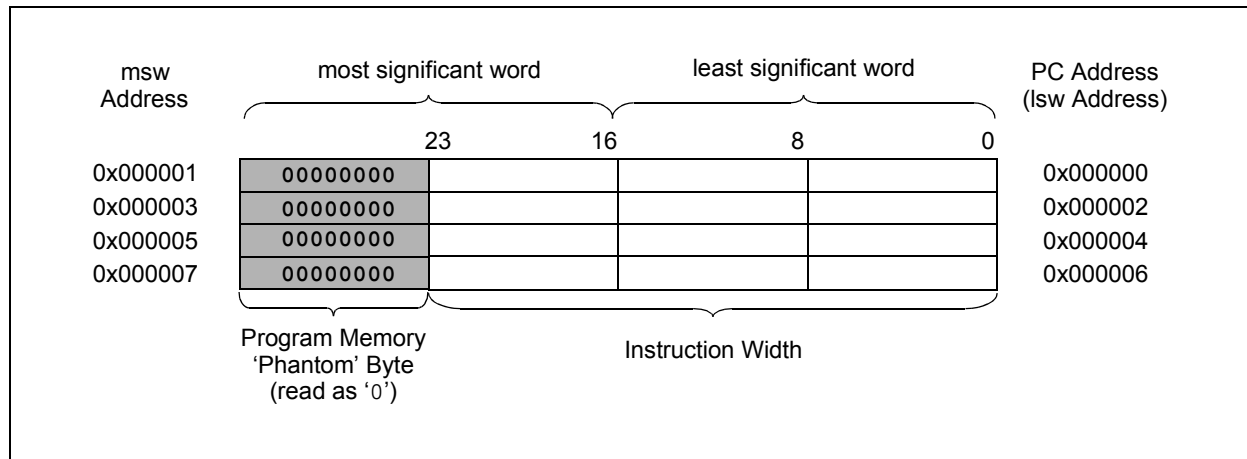 msw
Address
most significant word
least significant word
PC Address
(lsw Address)
23
16
8
0
0x000001
00000000
0x000000
0x000003
00000000
0x000002
0x000005
00000000
0x000004
0x000007
00000000
0x000006
Program Memory
‘Phantom’ Byte
(read as ‘0’)
Instruction Width